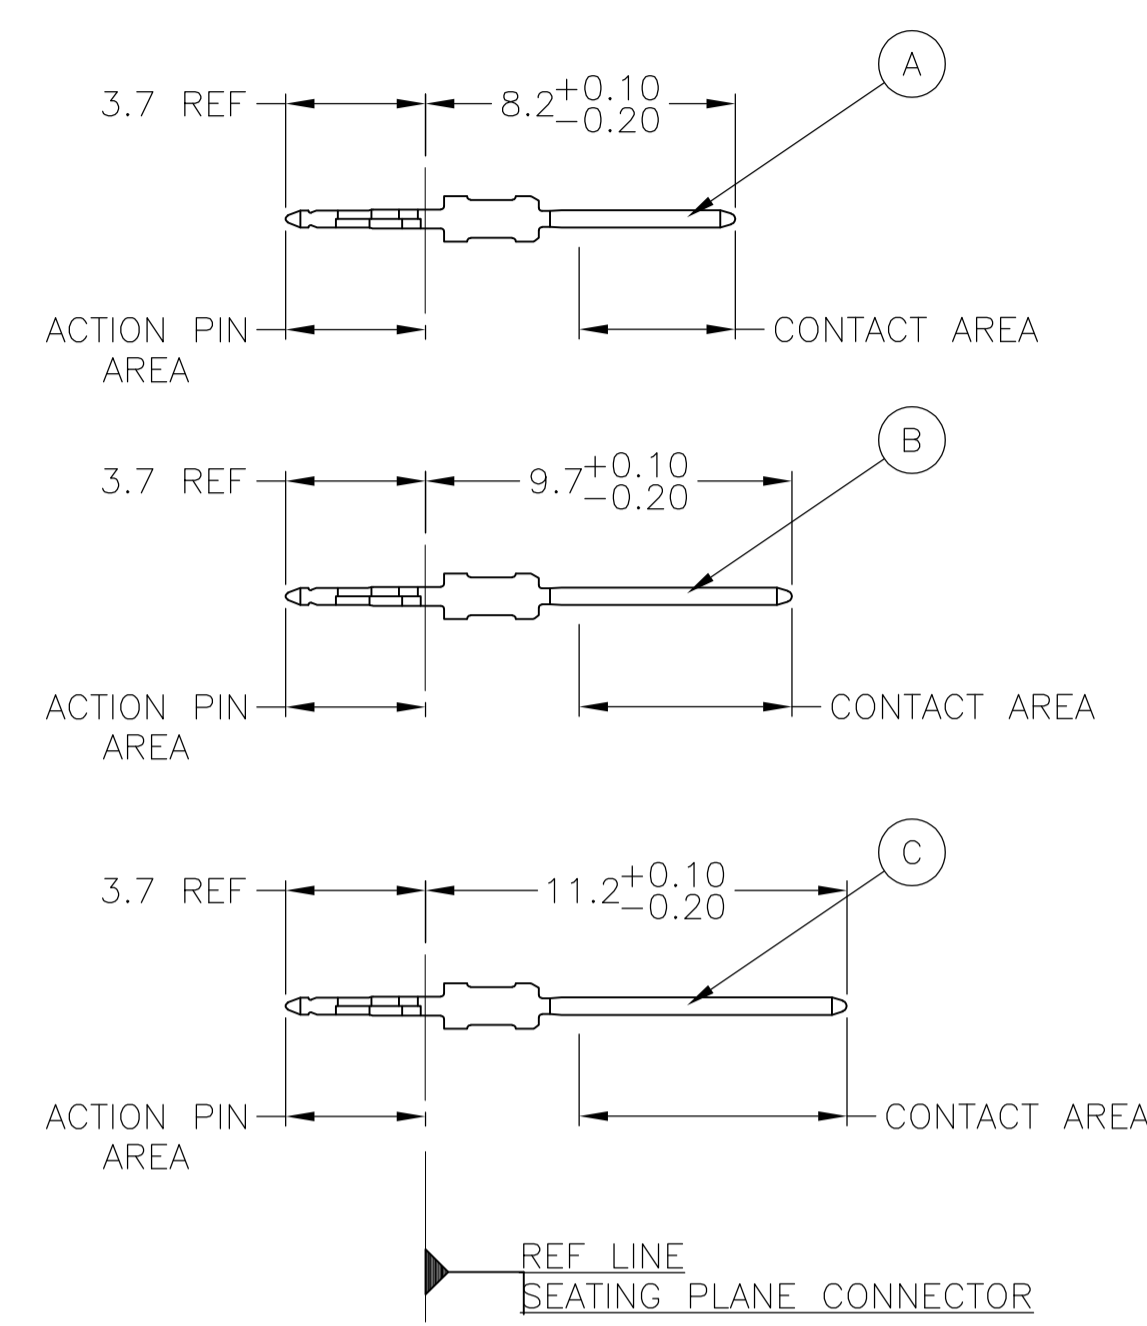 A
3.7 REF
8.2 +0.10 -0.20
ACTION PIN AREA
CONTACT AREA
B
3.7 REF
9.7 +0.10 -0.20
ACTION PIN AREA
CONTACT AREA
C
3.7 REF
11.2 +0.10 -0.20
ACTION PIN AREA
CONTACT AREA
REF LINE
SEATING PLANE CONNECTOR